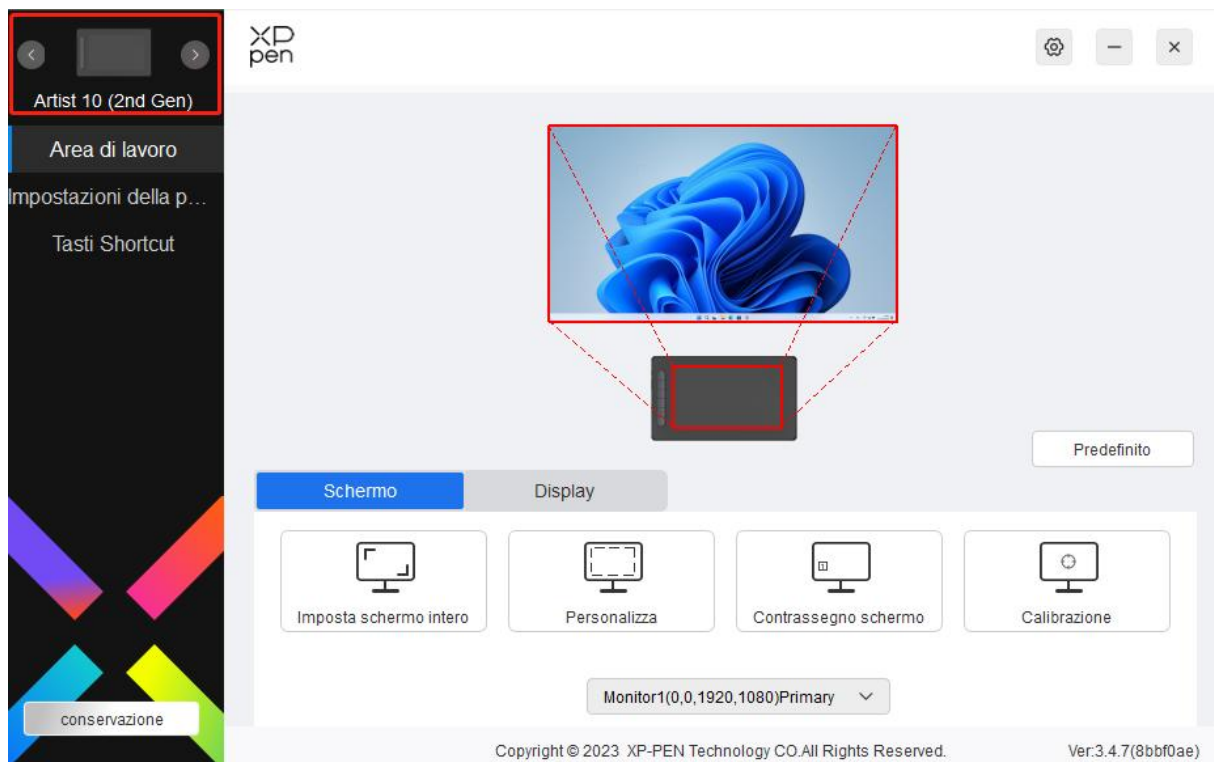 XP
pen
Artist 10 (2nd Gen)
Area di lavoro
Impostazioni della p...
Tasti Shortcut
Predefinito
Schermo
Display
Imposta schermo intero
Personalizza
1
Contrassegno schermo
Calibrazione
Monitor1(0,0,1920,1080)Primary
conservazione
Copyright © 2023 XP-PEN Technology CO.All Rights Reserved.
Ver:3.4.7(8bbf0ae)